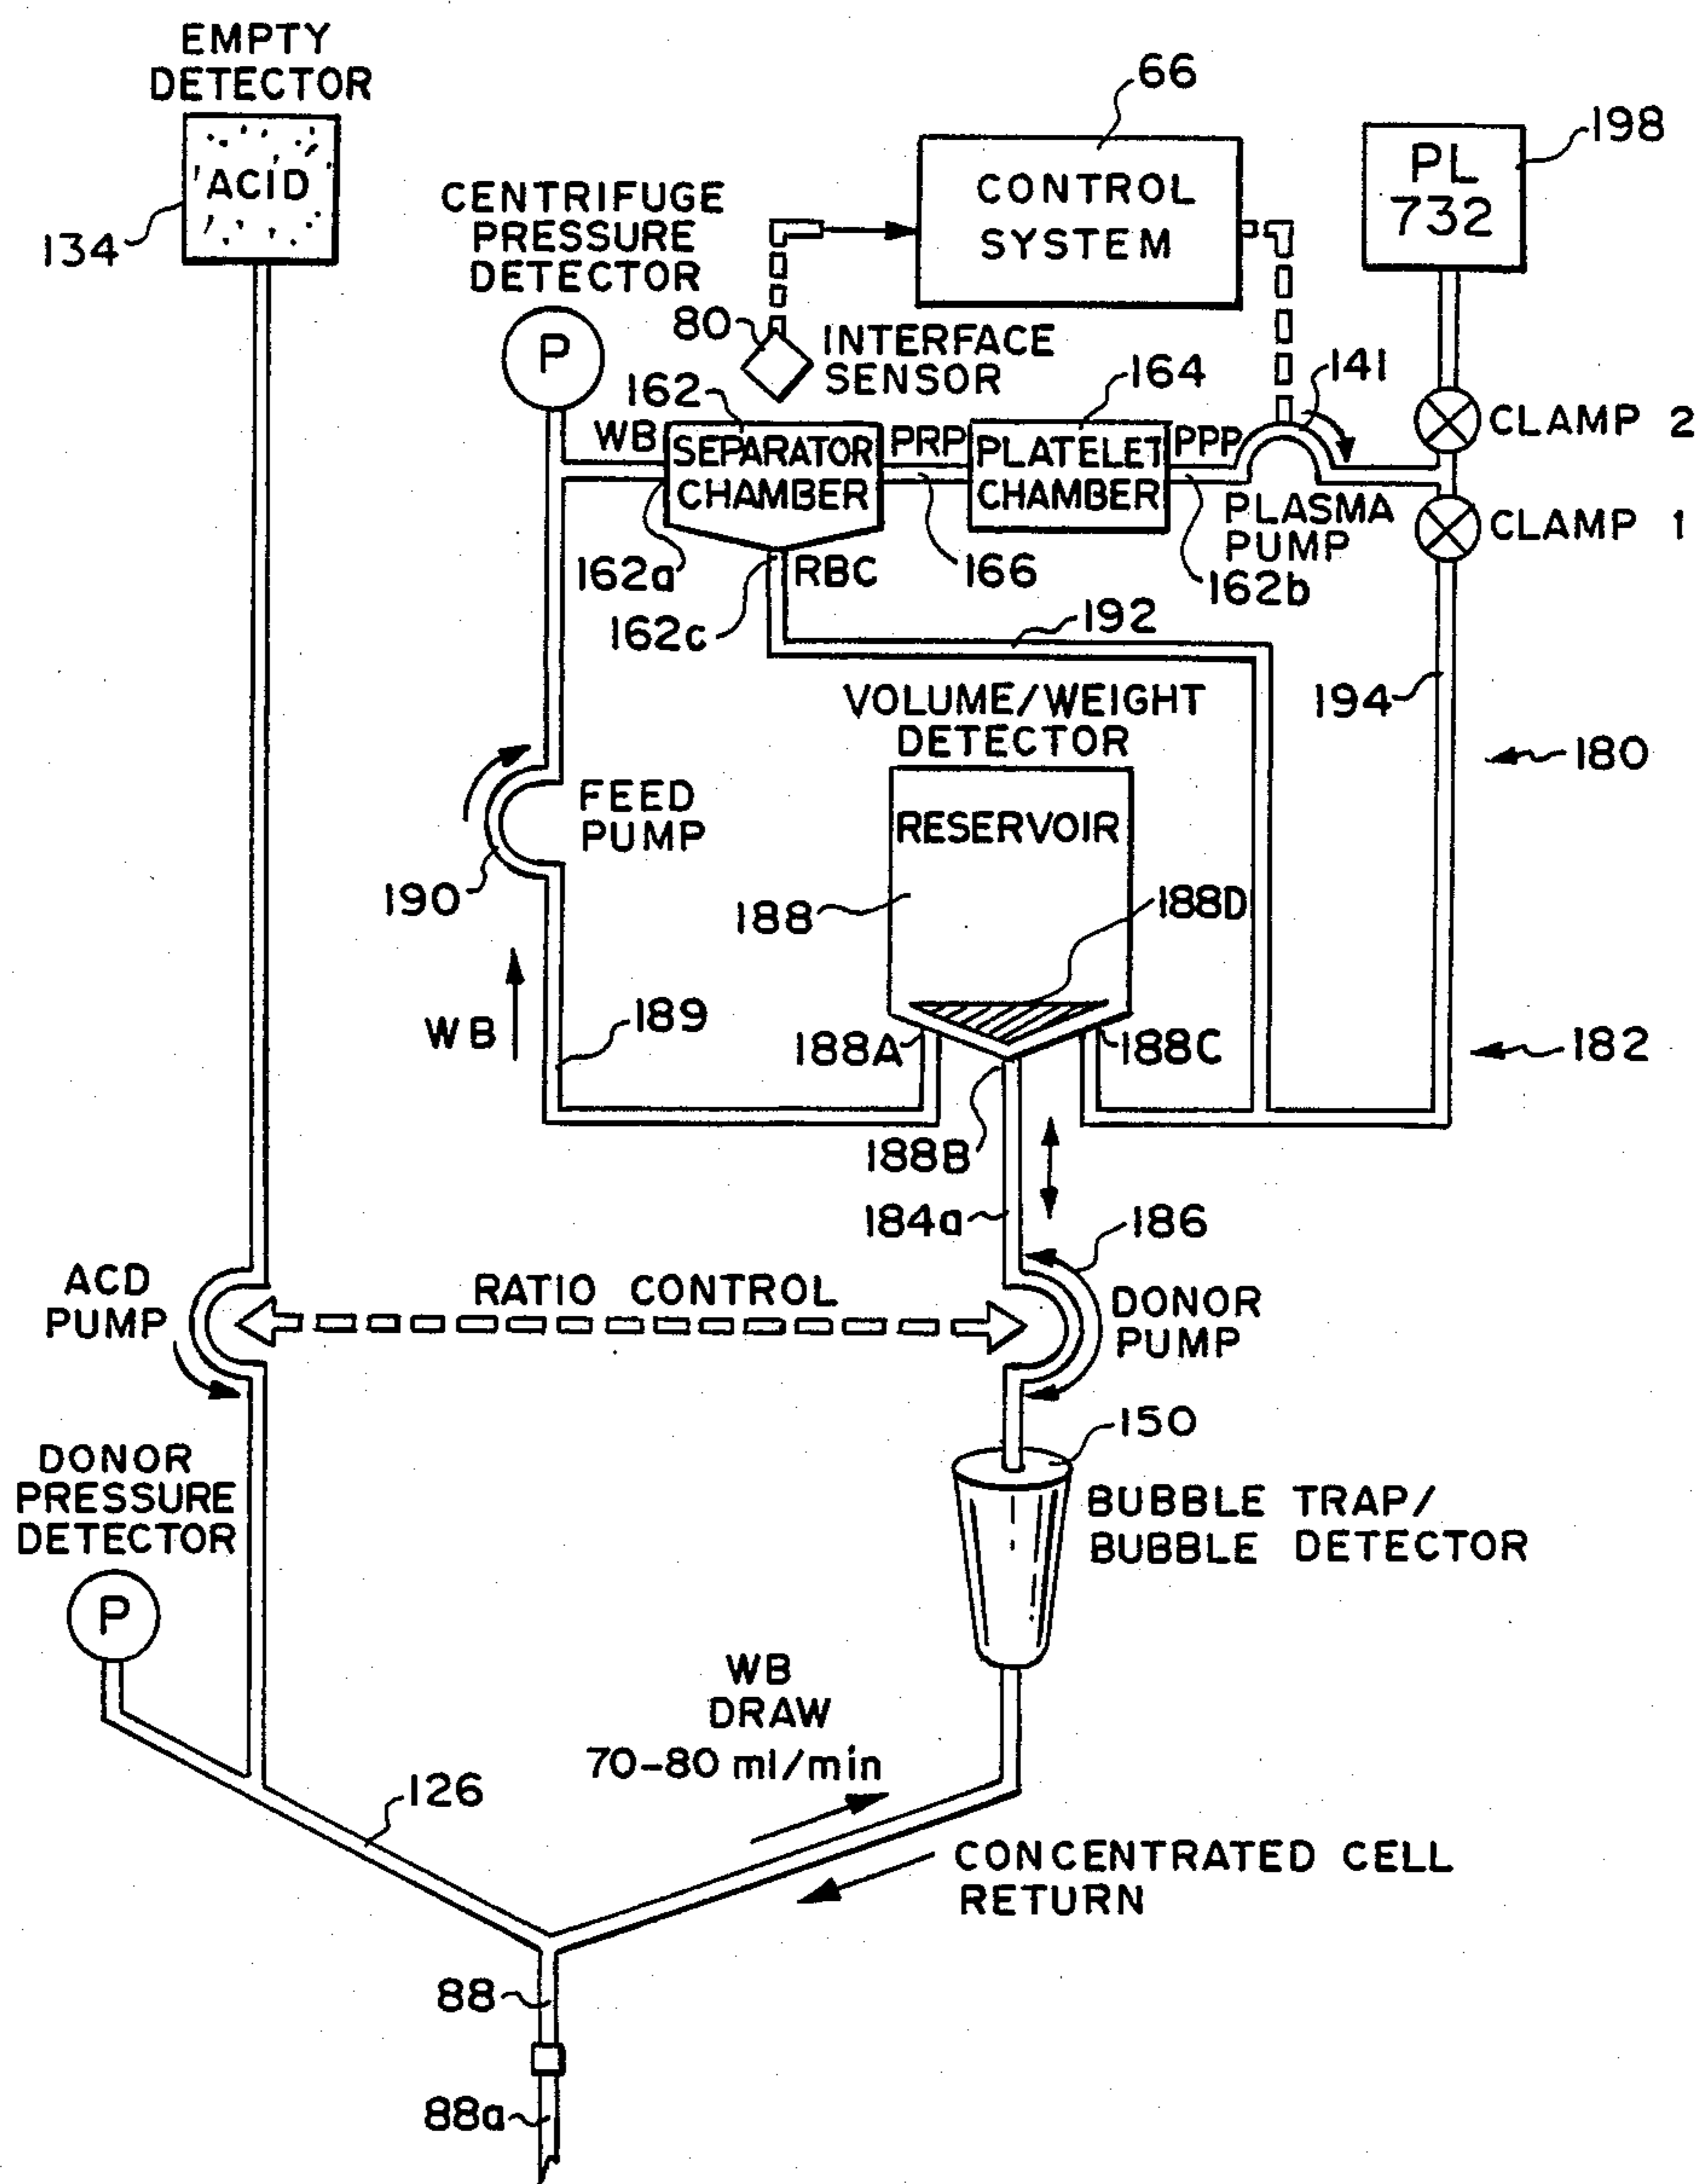 EMPTY
DETECTOR
ACID
134
CENTRIFUGE
PRESSURE
DETECTOR
P
66
CONTROL
SYSTEM
PL
732
198
80
INTERFACE
SENSOR
162
164
141
CLAMP 2
WB
SEPARATOR
CHAMBER
PRP
PLATELET
CHAMBER
PPP
PLASMA
PUMP
CLAMP 1
162a
RBC
166
162b
162c
192
194
VOLUME/WEIGHT
DETECTOR
180
FEED
PUMP
RESERVOIR
190
188
188D
WB
189
188A
188C
182
188B
184a
186
ACD
PUMP
RATIO CONTROL
DONOR
PUMP
150
DONOR
PRESSURE
DETECTOR
P
BUBBLE TRAP/
BUBBLE DETECTOR
WB
DRAW
70-80 ml/min
126
CONCENTRATED CELL
RETURN
88
88a